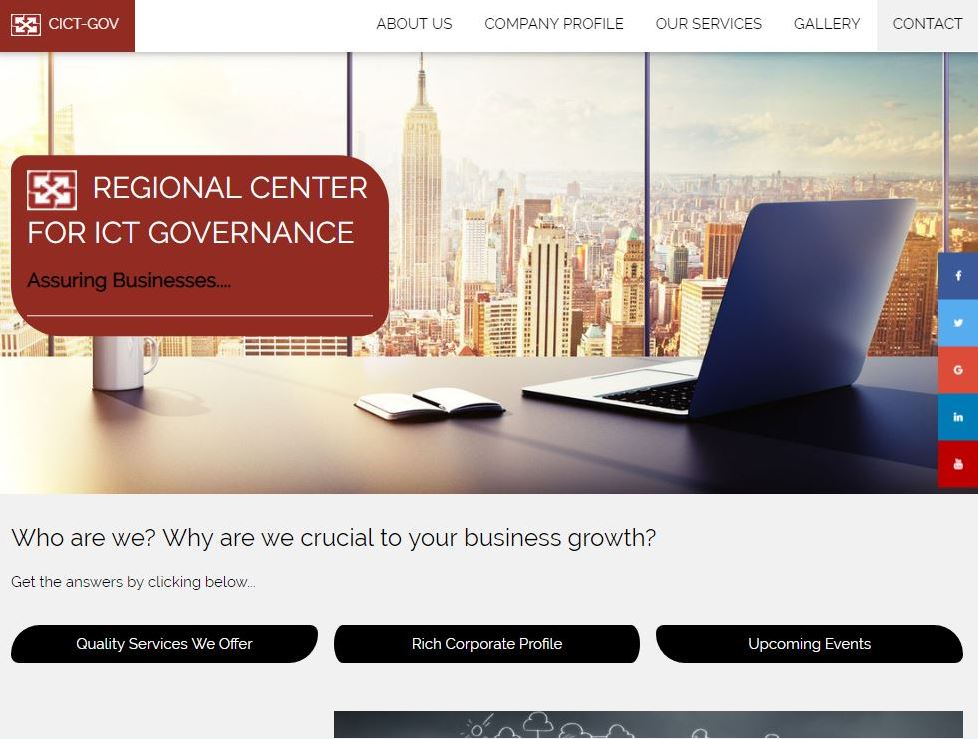 CICT-GOV
ABOUT US
COMPANY PROFILE
OUR SERVICES
GALLERY
CONTACT
REGIONAL CENTER
FOR ICT GOVERNANCE
Assuring Businesses....
Who are we? Why are we crucial to your business growth?
Get the answers by clicking below...
Quality Services We Offer
Rich Corporate Profile
Upcoming Events